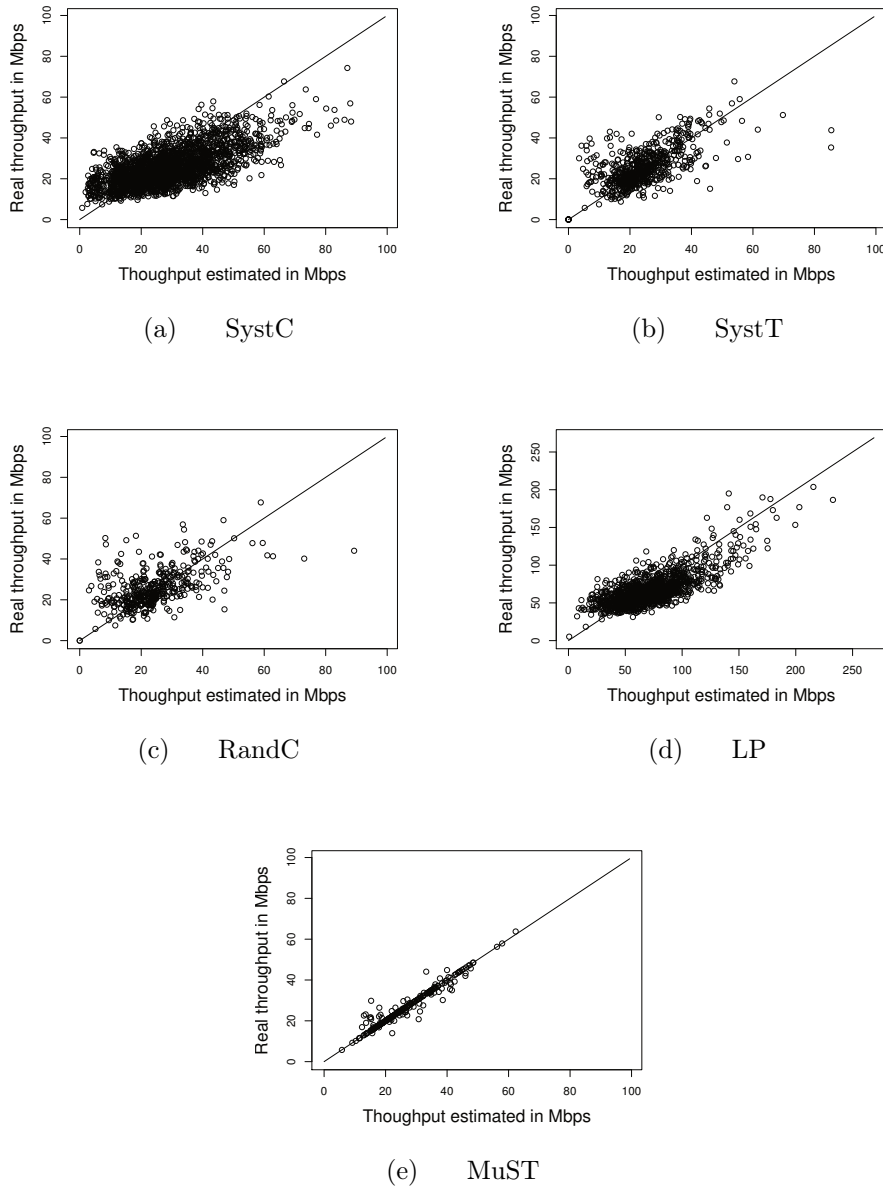 100
80
60
40
20
0
Real throughput in Mbps
0 20 40 60 80 100
Thoughput estimated in Mbps
(a) SystC
100
80
60
40
20
0
Real throughput in Mbps
0 20 40 60 80 100
Thoughput estimated in Mbps
(b) SystT
100
80
60
40
20
0
Real throughput in Mbps
0 20 40 60 80 100
Thoughput estimated in Mbps
(c) RandC
250
200
150
100
50
0
Real throughput in Mbps
0 50 100 150 200 250
Thoughput estimated in Mbps
(d) LP
100
80
60
40
20
0
Real throughput in Mbps
0 20 40 60 80 100
Thoughput estimated in Mbps
(e) MuST